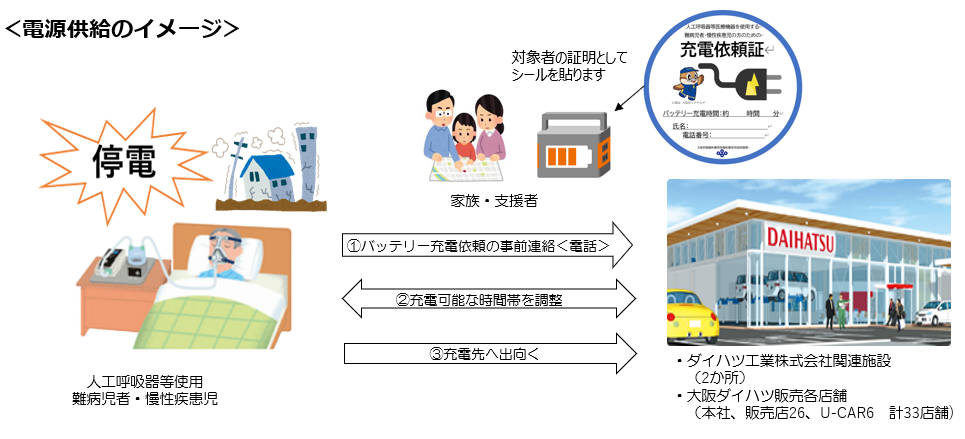 <電源供給のイメージ>
人工呼吸器等医療機器を使用する
難病児者・慢性疾患児の方のための
充電依頼証
バッテリー充電時間：約　　時間　　分
氏名：
電話番号：
対象者の証明として
シールを貼ります
停電
家族・支援者
DAIHATSU
①バッテリー充電依頼の事前連絡<電話>
②充電可能な時間帯を調整
③充電先へ出向く
人工呼吸器等使用
難病児者・慢性疾患児
・ダイハツ工業株式会社関連施設
（2か所）
・大阪ダイハツ販売各店舗
（本社、販売店26、U-CAR6　計33店舗）